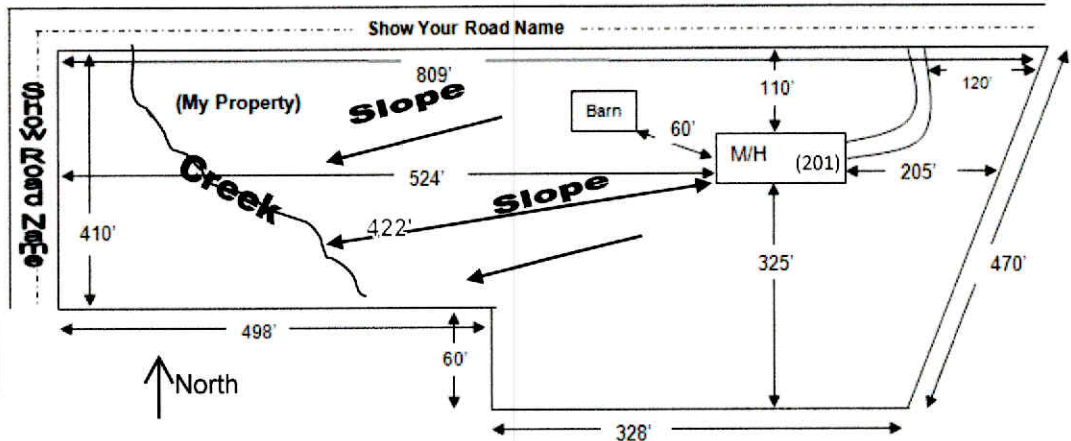 Show Your Road Name
809'
110'
120'
(My Property)
Slope
Barn
60'
M/H
(201)
Show Road Name
Creek
524'
205'
Slope
410'
422'
325'
470'
498'
60'
North
328'